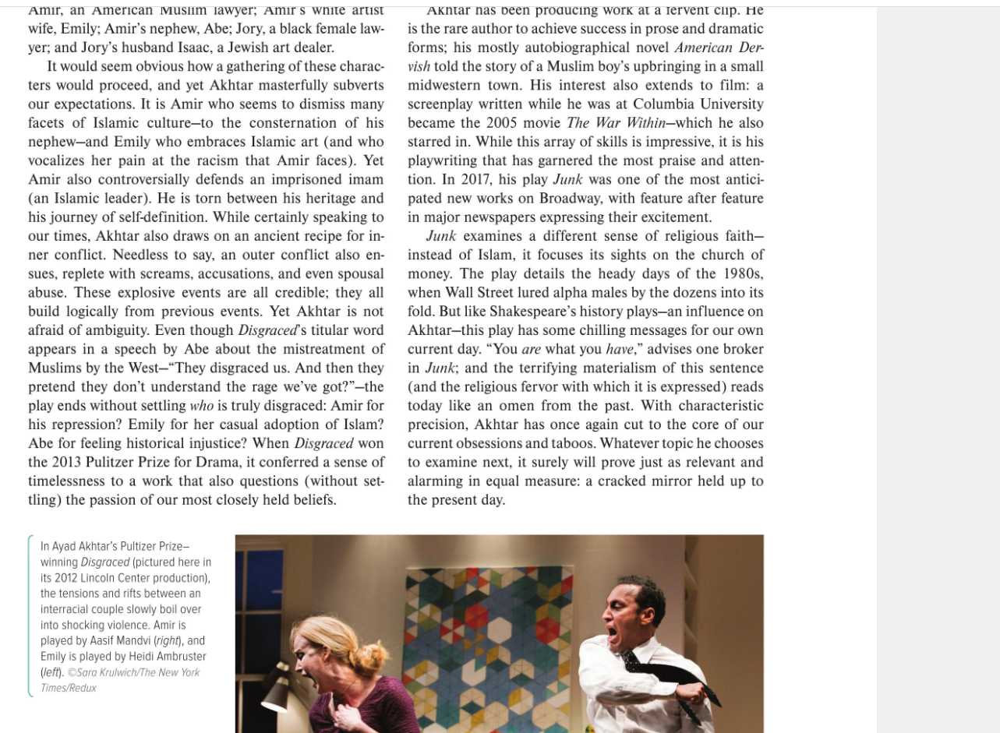 Amir, an American Muslim lawyer; Amir's white artist
wife, Emily; Amir's nephew, Abe; Jory, a black female law-
yer; and Jory's husband Isaac, a Jewish art dealer.
It would seem obvious how a gathering of these charac-
ters would proceed, and yet Akhtar masterfully subverts
our expectations. It is Amir who seems to dismiss many
facets of Islamic culture—to the consternation of his
nephew—and Emily who embraces Islamic art (and who
vocalizes her pain at the racism that Amir faces). Yet
Amir also controversially defends an imprisoned imam
(an Islamic leader). He is torn between his heritage and
his journey of self-definition. While certainly speaking to
our times, Akhtar also draws on an ancient recipe for in-
ner conflict. Needless to say, an outer conflict also en-
sues, replete with screams, accusations, and even spousal
abuse. These explosive events are all credible; they all
build logically from previous events. Yet Akhtar is not
afraid of ambiguity. Even though Disgraced's titular word
appears in a speech by Abe about the mistreatment of
Muslims by the West—“They disgraced us. And then they
pretend they don't understand the rage we've got?”—the
play ends without settling who is truly disgraced: Amir for
his repression? Emily for her casual adoption of Islam?
Abe for feeling historical injustice? When Disgraced won
the 2013 Pulitzer Prize for Drama, it conferred a sense of
timelessness to a work that also questions (without set-
tling) the passion of our most closely held beliefs.
Akhtar has been producing work at a fervent clip. He
is the rare author to achieve success in prose and dramatic
forms; his mostly autobiographical novel American Der-
vish told the story of a Muslim boy's upbringing in a small
midwestern town. His interest also extends to film: a
screenplay written while he was at Columbia University
became the 2005 movie The War Within—which he also
starred in. While this array of skills is impressive, it is his
playwriting that has garnered the most praise and atten-
tion. In 2017, his play Junk was one of the most antici-
pated new works on Broadway, with feature after feature
in major newspapers expressing their excitement.
Junk examines a different sense of religious faith—
instead of Islam, it focuses its sights on the church of
money. The play details the heady days of the 1980s,
when Wall Street lured alpha males by the dozens into its
fold. But like Shakespeare's history plays—an influence on
Akhtar—this play has some chilling messages for our own
current day. “You are what you have,” advises one broker
in Junk; and the terrifying materialism of this sentence
(and the religious fervor with which it is expressed) reads
today like an omen from the past. With characteristic
precision, Akhtar has once again cut to the core of our
current obsessions and taboos. Whatever topic he chooses
to examine next, it surely will prove just as relevant and
alarming in equal measure: a cracked mirror held up to
the present day.
In Ayad Akhtar's Pultizer Prize–
winning Disgraced (pictured here in
its 2012 Lincoln Center production),
the tensions and rifts between an
interracial couple slowly boil over
into shocking violence. Amir is
played by Aasif Mandvi (right), and
Emily is played by Heidi Ambruster
(left). ©Sara Krulwich/The New York
Times/Redux